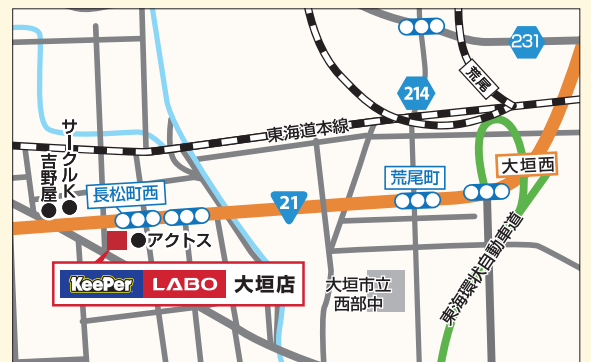 231
荒尾
214
東海道本線
サークルK
吉野屋
長松町西
荒尾町
大垣西
21
アクトス
KeePer LABO 大垣店
大垣市立
西部中
東海環状自動車道